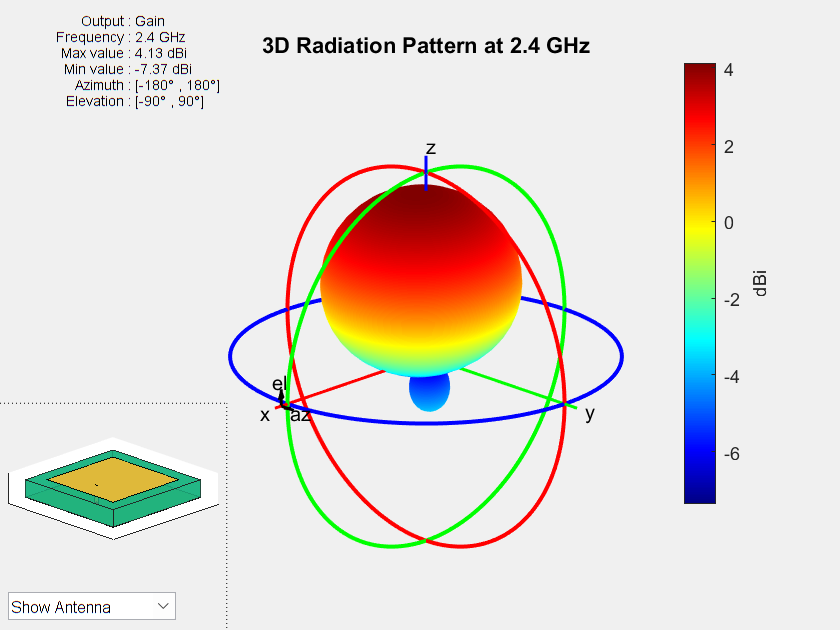 Output : Gain
Frequency : 2.4 GHz
Max value : 4.13 dBi
Min value : -7.37 dBi
Azimuth : [-180° , 180°]
Elevation : [-90° , 90°]
3D Radiation Pattern at 2.4 GHz
z
el
x
az
y
4
2
0
-2
-4
-6
dBi
Show Antenna